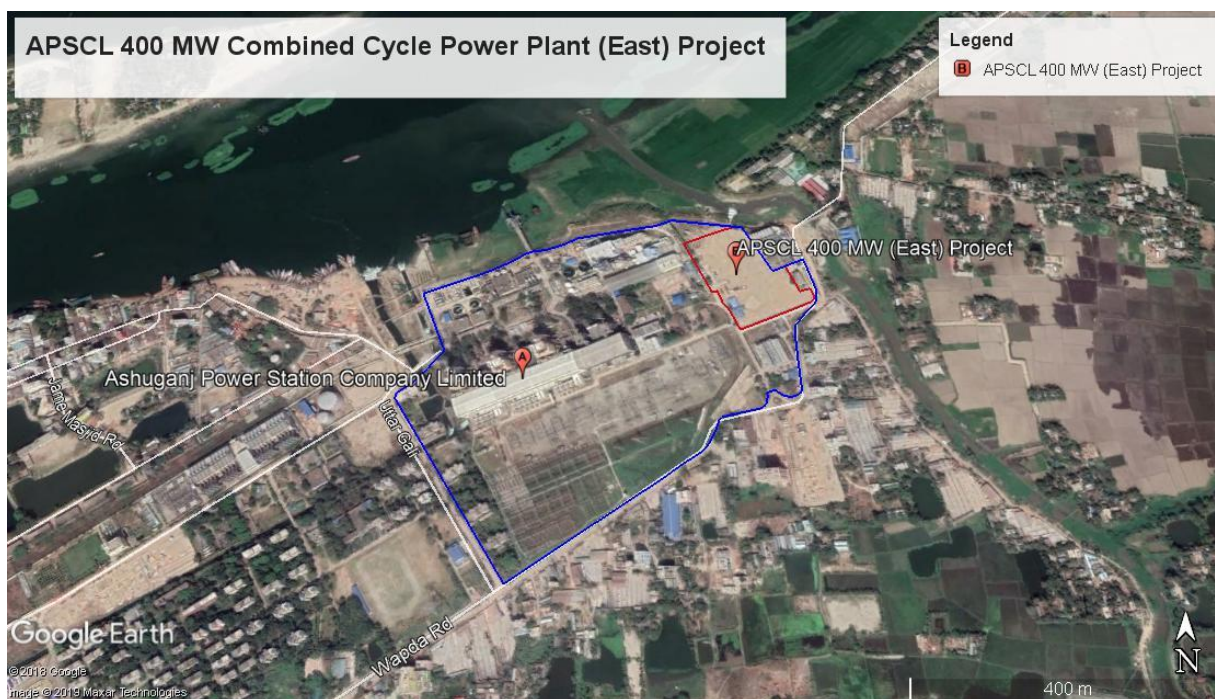 APSCL 400 MW Combined Cycle Power Plant (East) Project
Legend
B APSCL 400 MW (East) Project
B
APSCL 400 MW (East) Project
A
Ashuganj Power Station Company Limited
Jame Masjid Rd
Uttar Gali
Wapda Rd
Google Earth
© 2018 Google
Image © 2019 Maxar Technologies
N
400 m